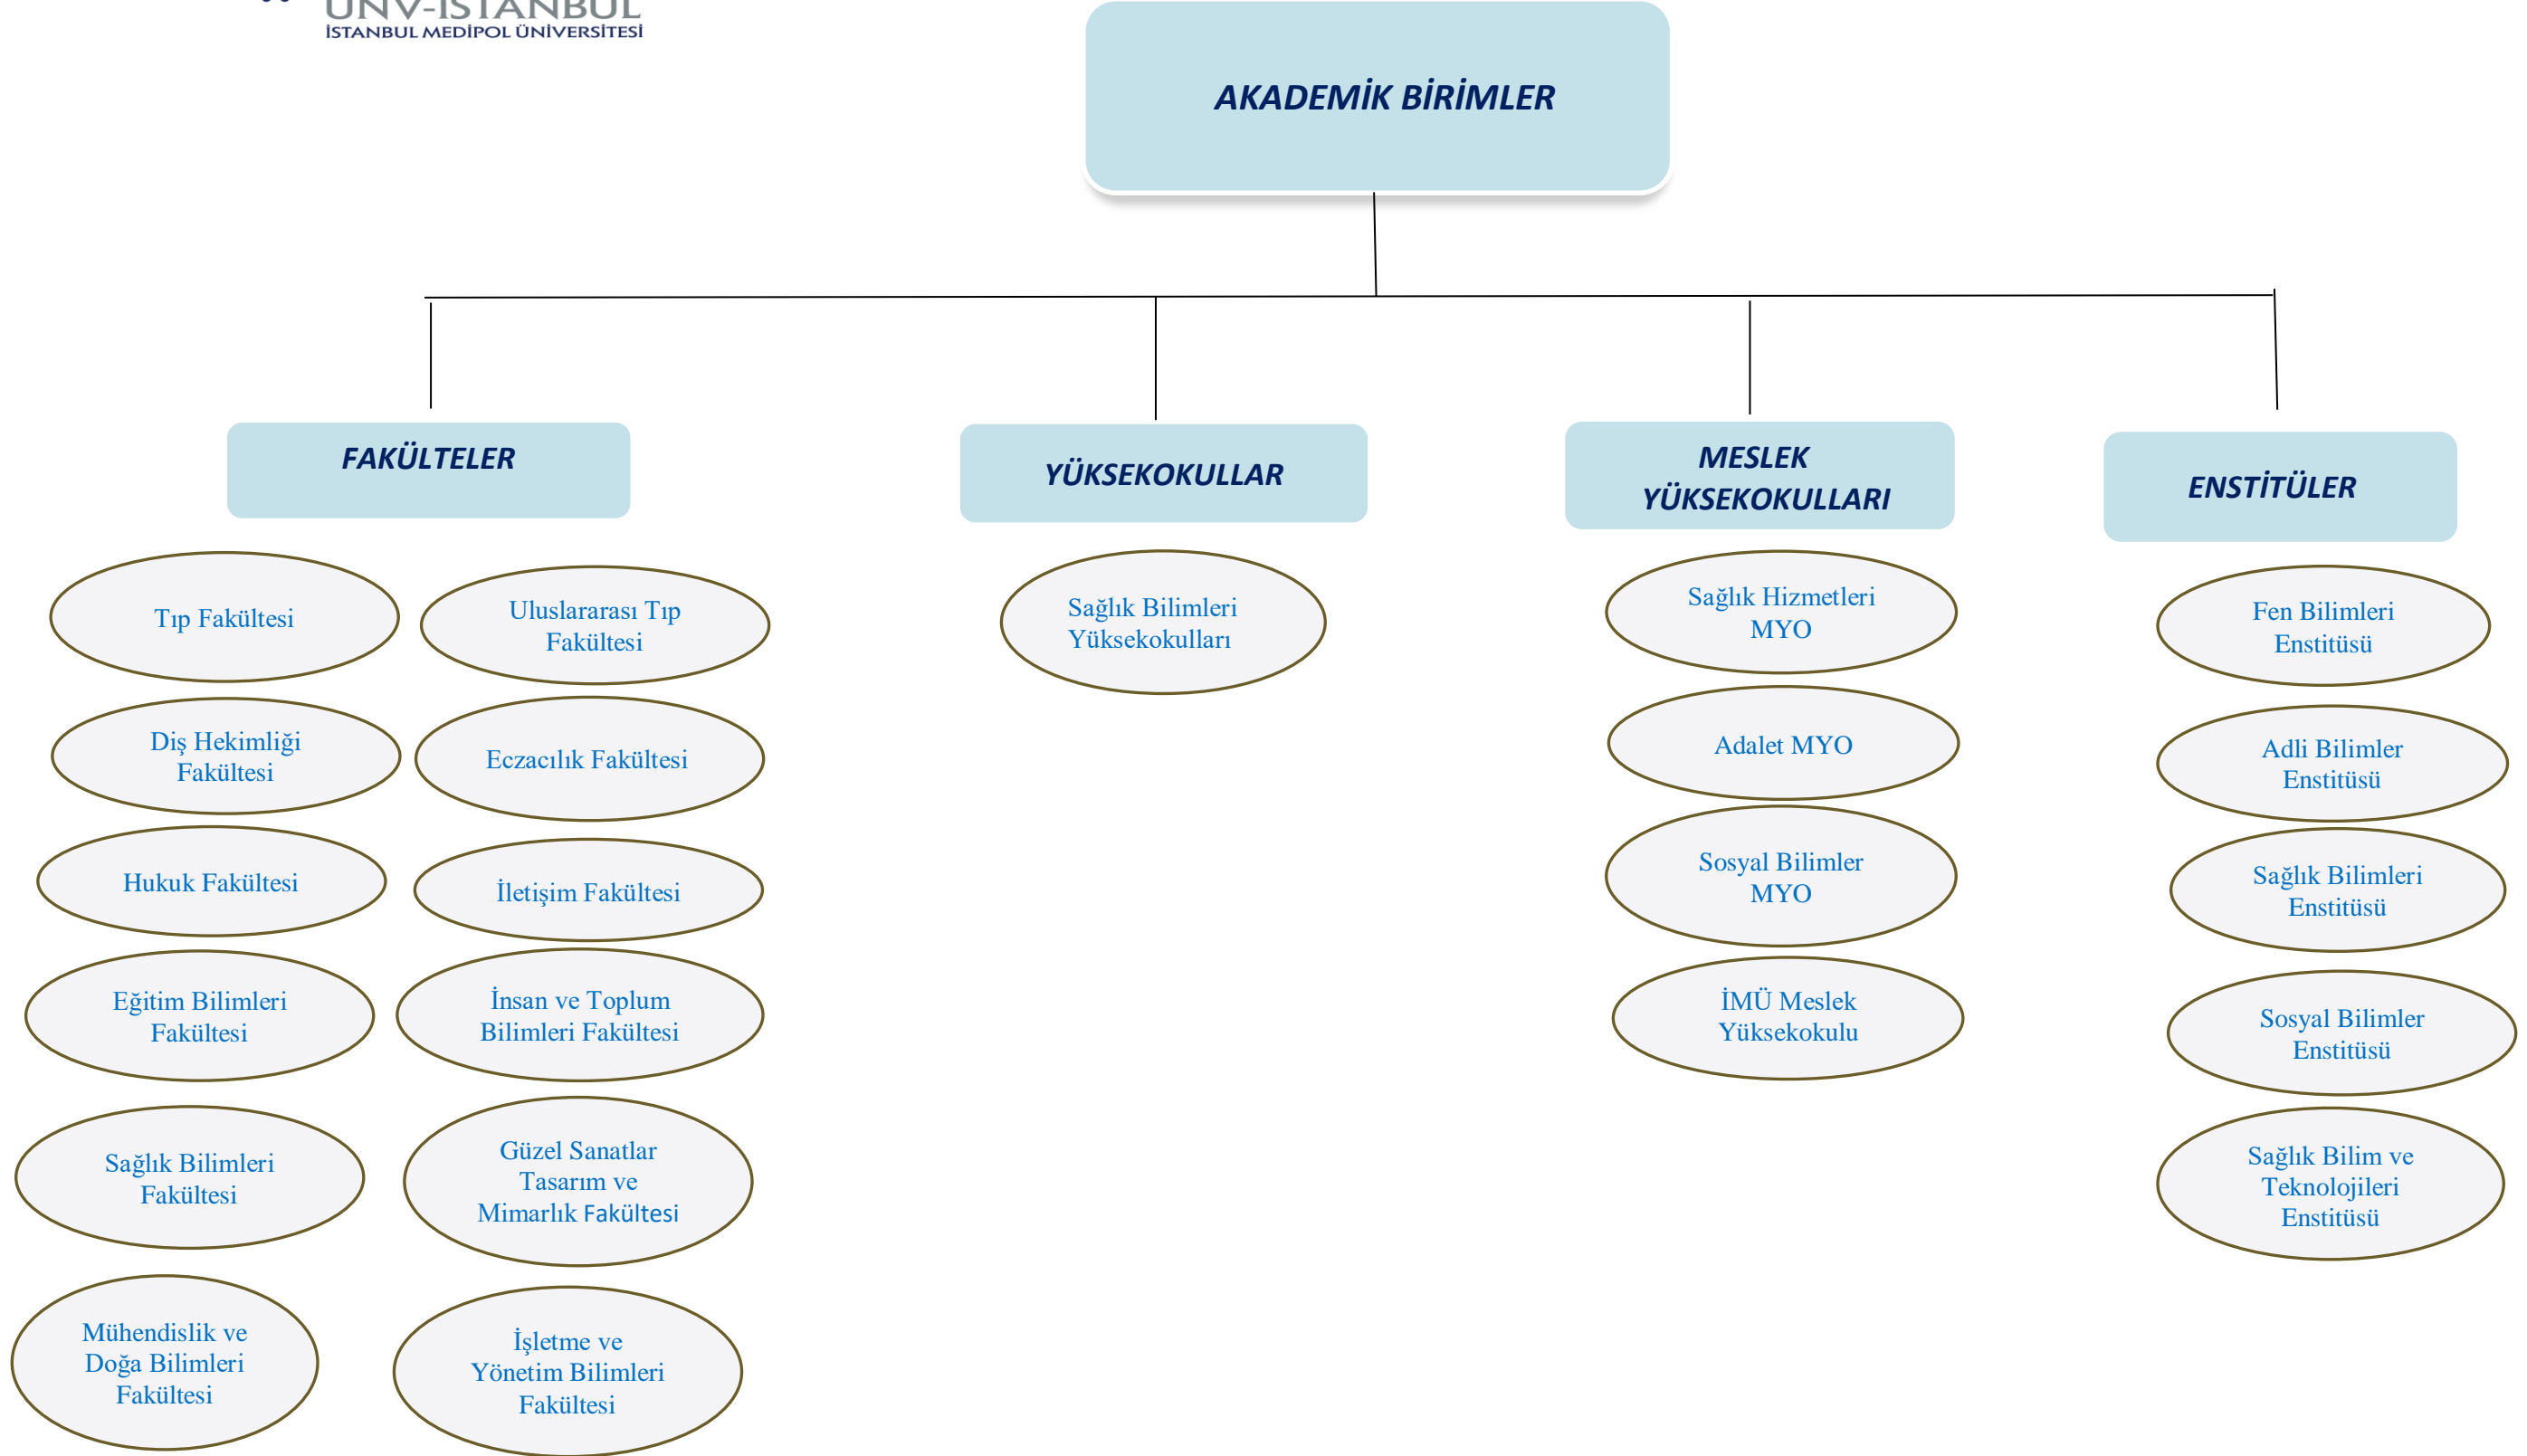 UNV-İSTANBUL
İSTANBUL MEDİPOL ÜNİVERSİTESİ
AKADEMİK BİRİMLER
FAKÜLTELER
Tıp Fakültesi
Uluslararası Tıp
Fakültesi
Diş Hekimliği
Fakültesi
Eczacılık Fakültesi
Hukuk Fakültesi
İletişim Fakültesi
Eğitim Bilimleri
Fakültesi
İnsan ve Toplum
Bilimleri Fakültesi
Sağlık Bilimleri
Fakültesi
Güzel Sanatlar
Tasarım ve
Mimarlık Fakültesi
Mühendislik ve
Doğa Bilimleri
Fakültesi
İşletme ve
Yönetim Bilimleri
Fakültesi
YÜKSEKOKULLAR
Sağlık Bilimleri
Yüksekokulları
MESLEK
YÜKSEKOKULLARI
Sağlık Hizmetleri
MYO
Adalet MYO
Sosyal Bilimler
MYO
İMÜ Meslek
Yüksekokulu
ENSTİTÜLER
Fen Bilimleri
Enstitüsü
Adli Bilimler
Enstitüsü
Sağlık Bilimleri
Enstitüsü
Sosyal Bilimler
Enstitüsü
Sağlık Bilim ve
Teknolojileri
Enstitüsü